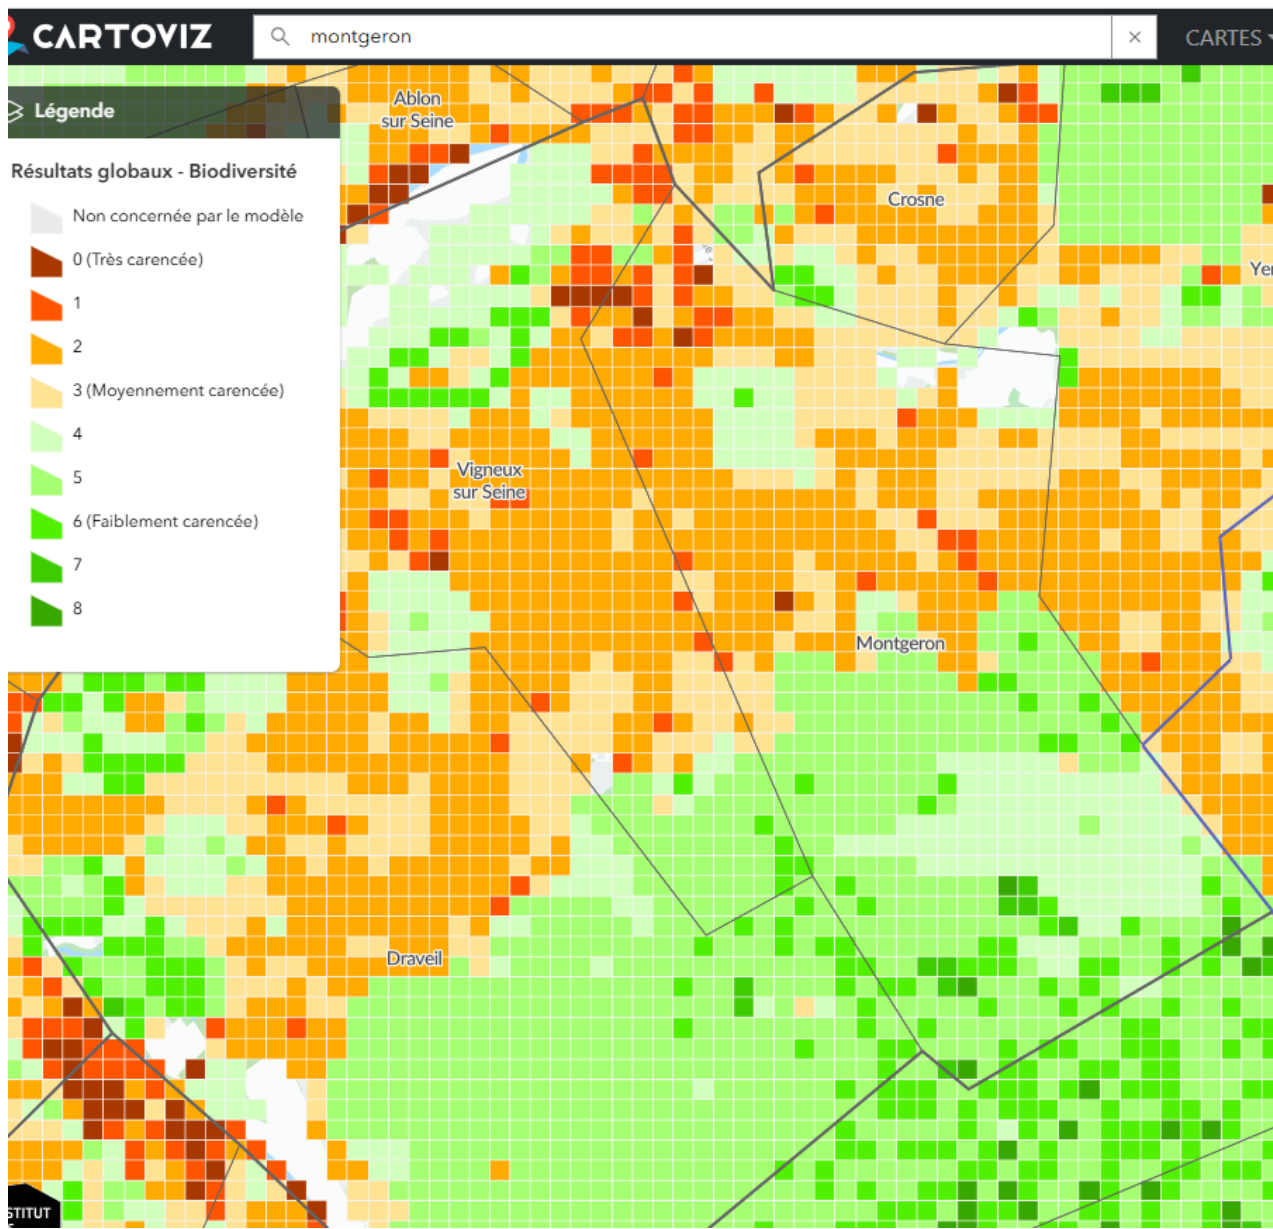 CARTOVIZ
montgeron
CARTES
Légende
Résultats globaux - Biodiversité
Non concernée par le modèle
0 (Très carencée)
1
2
3 (Moyennement carencée)
4
5
6 (Faiblement carencée)
7
8
Ablon
sur Seine
Crosne
Yer
Vigneux
sur Seine
Montgeron
Draveil
STITUT